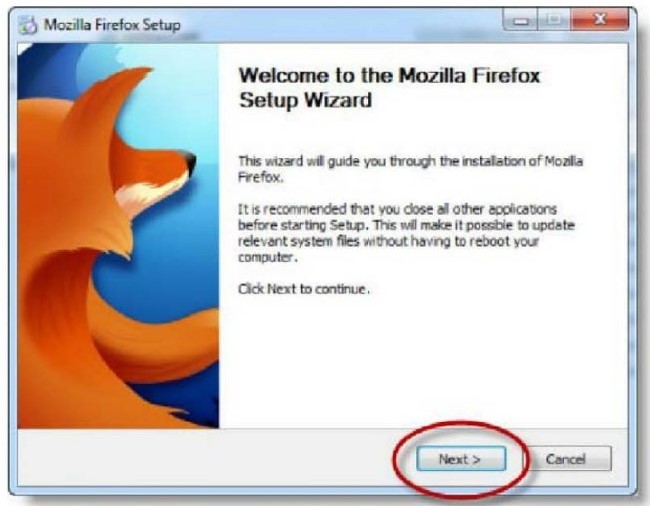 Mozilla Firefox Setup
Welcome to the Mozilla Firefox
Setup Wizard
This wizard will guide you through the installation of Mozilla
Firefox.
It is recommended that you close all other applications
before starting Setup. This will make it possible to update
relevant system files without having to reboot your
computer.
Click Next to continue.
Next >
Cancel